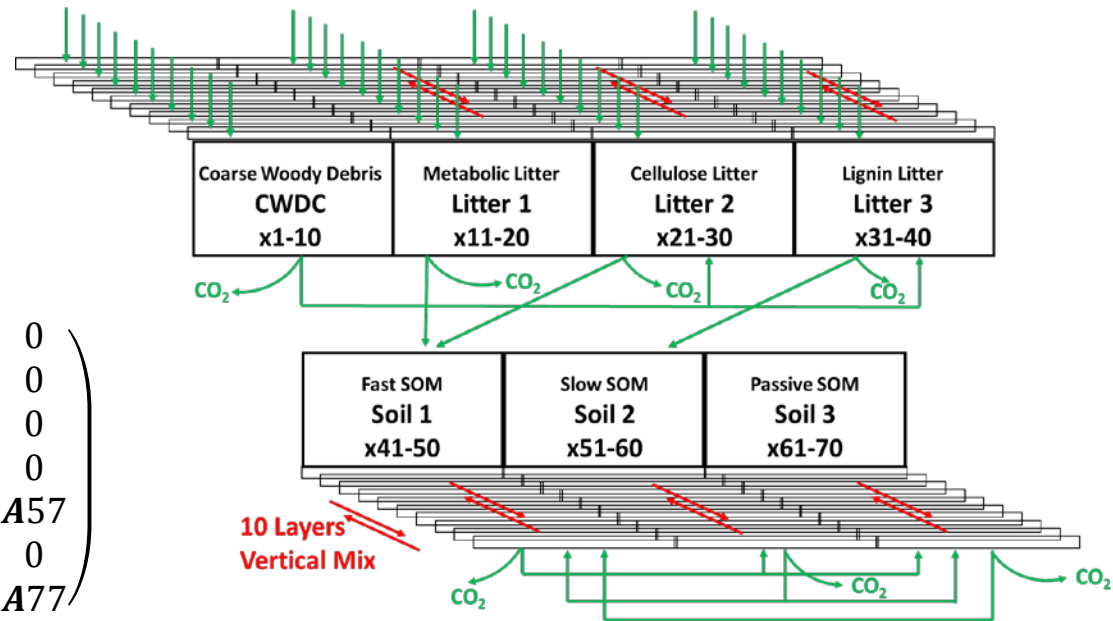 Coarse Woody Debris
CWDC
x1-10
Metabolic Litter
Litter 1
x11-20
Cellulose Litter
Litter 2
x21-30
Lignin Litter
Litter 3
x31-40
CO₂
CO₂
CO₂
CO₂
0
0
0
0
A57
0
A77
Fast SOM
Soil 1
x41-50
Slow SOM
Soil 2
x51-60
Passive SOM
Soil 3
x61-70
10 Layers
Vertical Mix
CO₂
CO₂
CO₂